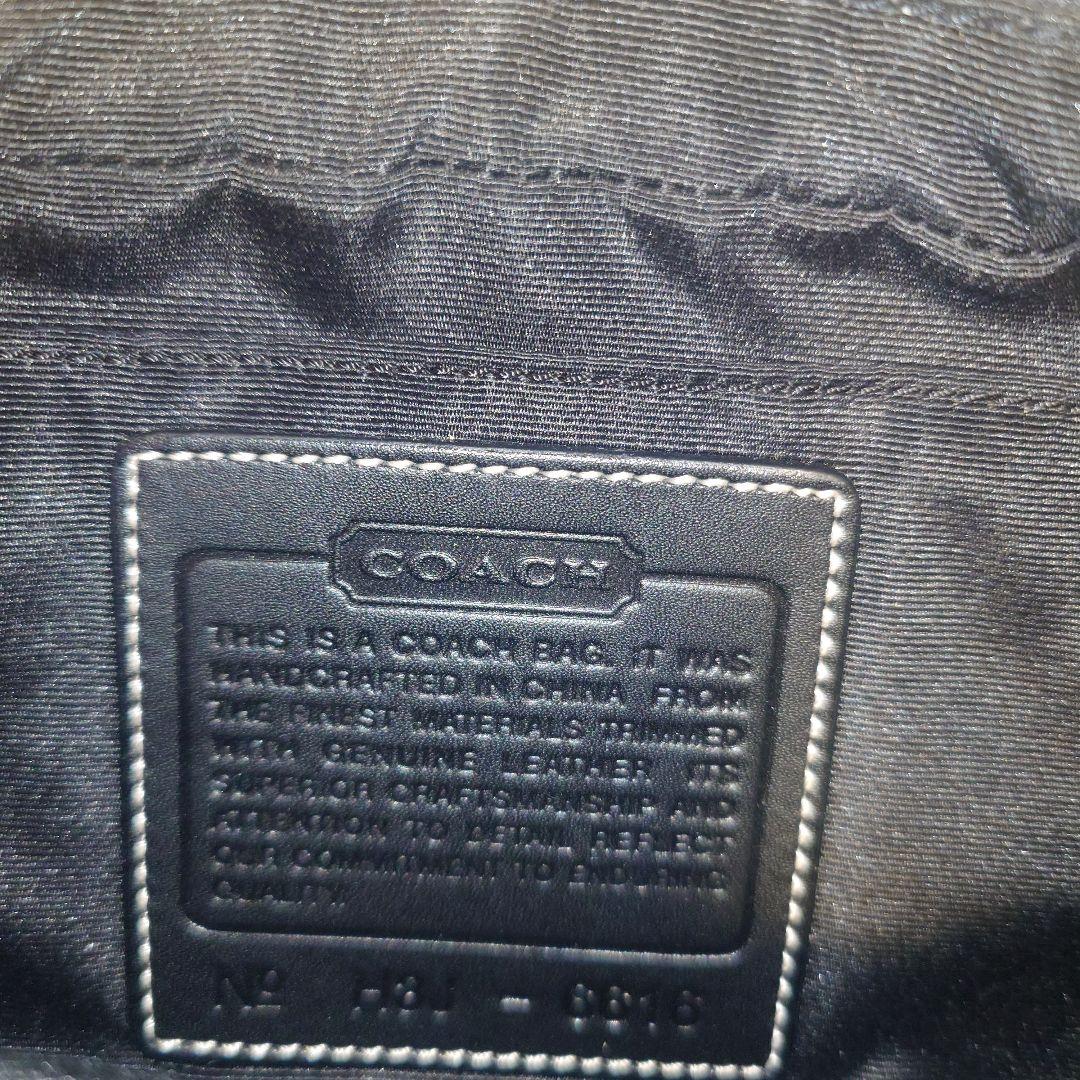 COACH
THIS IS A COACH BAG. IT WAS
HANDCRAFTED IN CHINA FROM
THE FINEST MATERIALS TRIMMED
WITH GENUINE LEATHER. ITS
SUPERIOR CRAFTSMANSHIP AND
ATTENTION TO DETAIL REFLECT
OUR COMMITMENT TO ENDURING
QUALITY.
Nº -